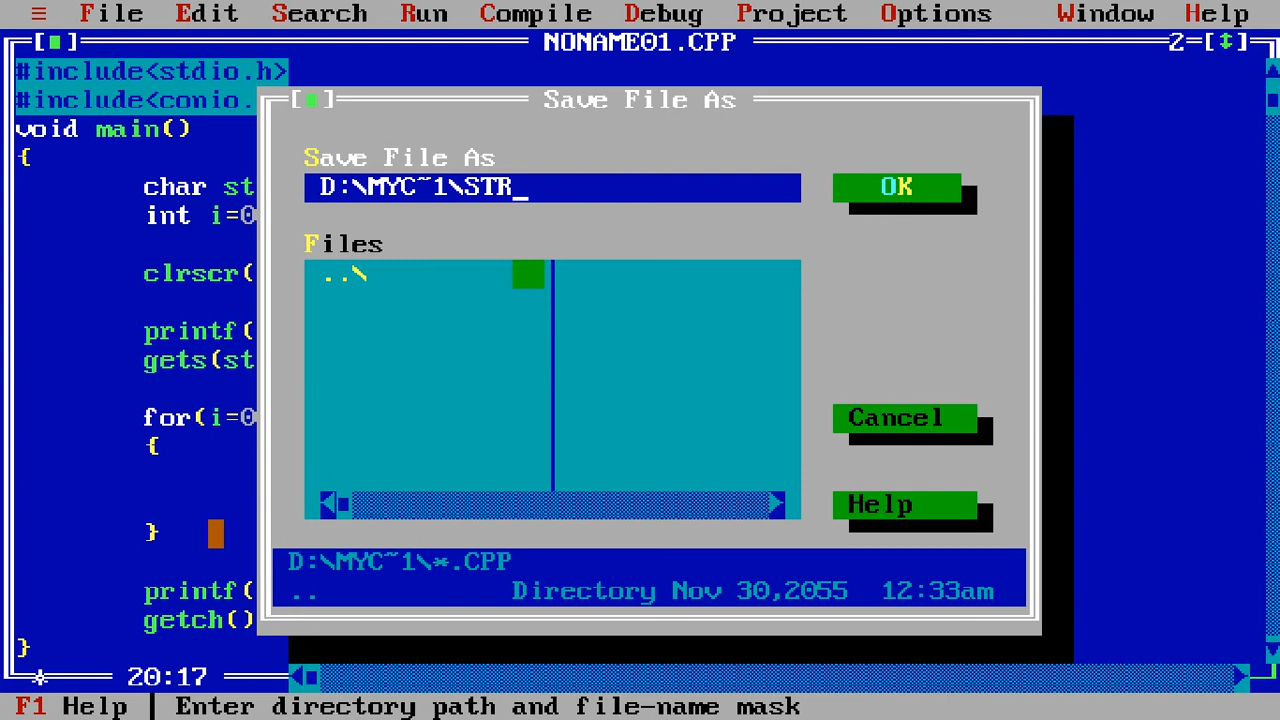 ≡ File Edit Search Run Compile Debug Project Options Window Help
[■] NONAME01.CPP 2=[↕]
#include<stdio.h>
#include<conio.
void main()
{
char st
int i=0
clrscr(
printf(
gets(st
for(i=0
{
}
printf(
getch()
}
20:17
[■] Save File As
Save File As
D:\MYC~1\STR_
OK
Files
..\
Cancel
Help
D:\MYC~1\*.CPP
.. Directory Nov 30,2055 12:33am
F1 Help | Enter directory path and file-name mask